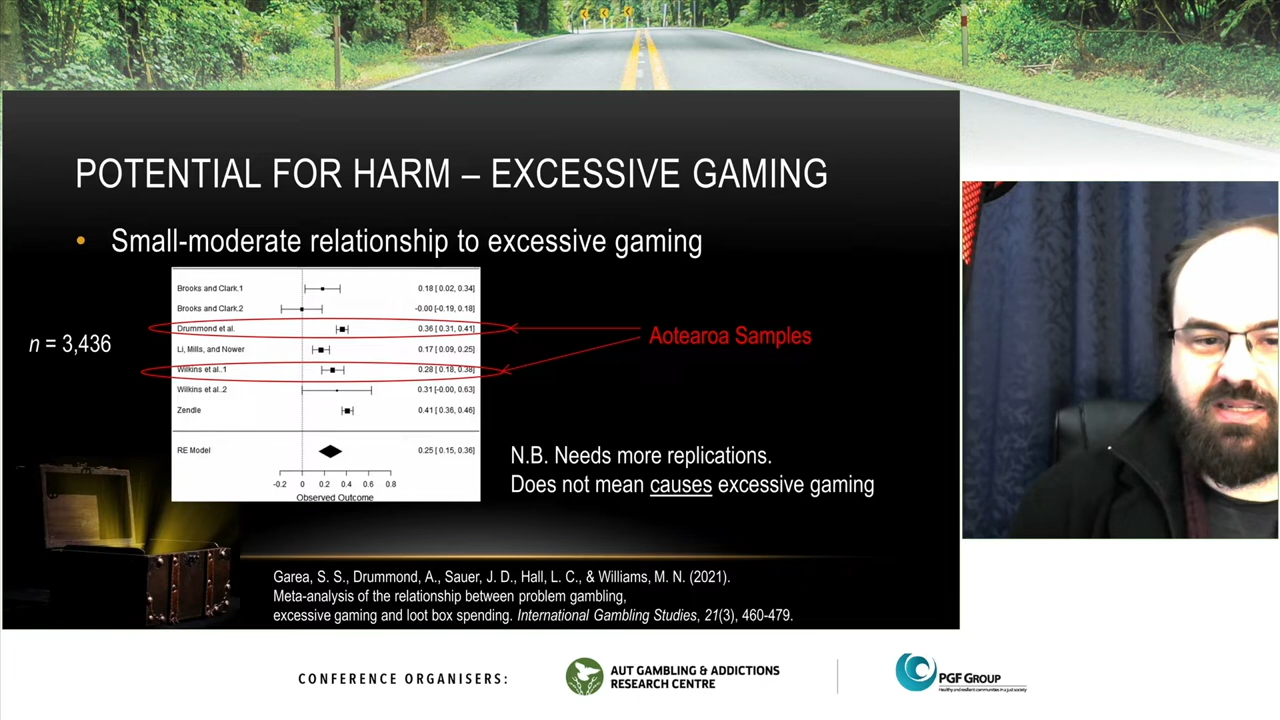 POTENTIAL FOR HARM – EXCESSIVE GAMING
• Small-moderate relationship to excessive gaming
n = 3,436
Brooks and Clark.1 0.18 [ 0.02, 0.34]
Brooks and Clark.2 -0.00 [-0.19, 0.18]
Drummond et al. 0.36 [ 0.31, 0.41]
Li, Mills, and Nower 0.17 [ 0.09, 0.25]
Wilkins et al..1 0.28 [ 0.18, 0.38]
Wilkins et al..2 0.31 [-0.00, 0.63]
Zendle 0.41 [ 0.36, 0.46]
RE Model 0.25 [ 0.15, 0.36]
-0.2 0 0.2 0.4 0.6 0.8
Observed Outcome
Aotearoa Samples
N.B. Needs more replications.
Does not mean causes excessive gaming
Garea, S. S., Drummond, A., Sauer, J. D., Hall, L. C., & Williams, M. N. (2021).
Meta-analysis of the relationship between problem gambling,
excessive gaming and loot box spending. International Gambling Studies, 21(3), 460-479.
CONFERENCE ORGANISERS:
AUT GAMBLING & ADDICTIONS
RESEARCH CENTRE
PGF GROUP
Healthy and resilient communities in a just society